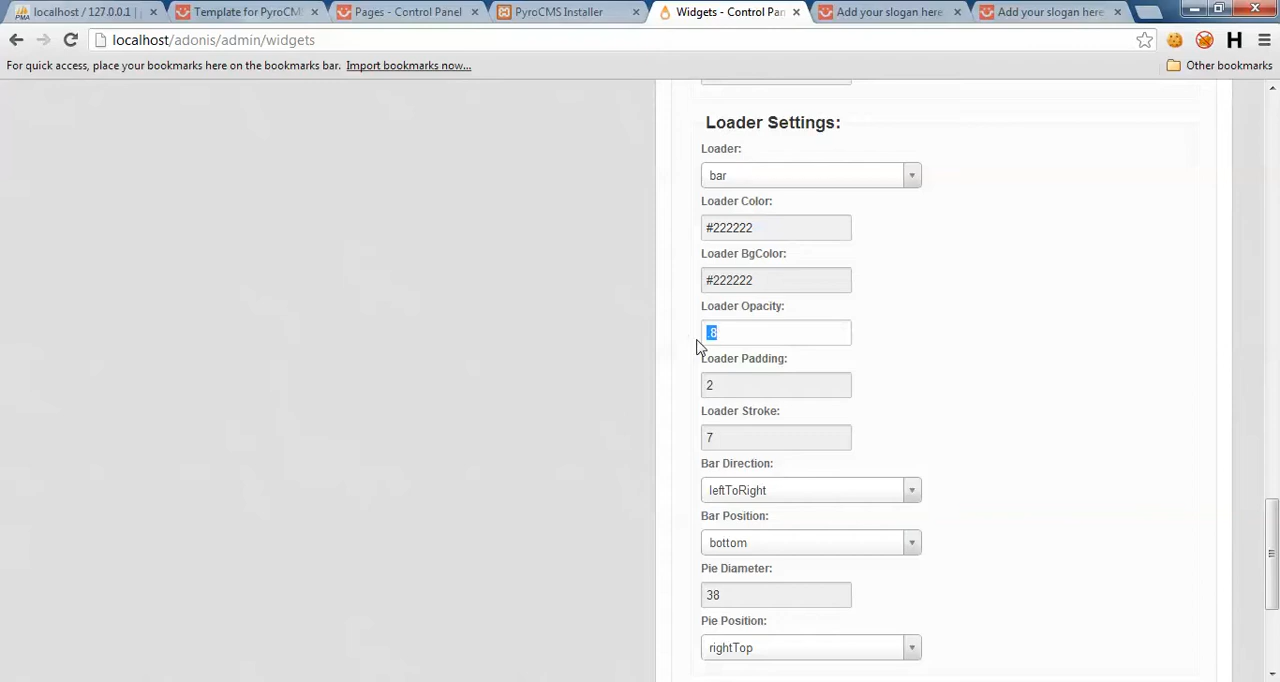 localhost / 127.0.0.1 |
Template for PyroCM
Pages - Control Panel
PyroCMS Installer
Widgets - Control Pan
Add your slogan here
Add your slogan here
localhost/adonis/admin/widgets
For quick access, place your bookmarks here on the bookmarks bar. Import bookmarks now...
Other bookmarks
Loader Settings:
Loader:
bar
Loader Color:
#222222
Loader BgColor:
#222222
Loader Opacity:
.8
Loader Padding:
2
Loader Stroke:
7
Bar Direction:
leftToRight
Bar Position:
bottom
Pie Diameter:
38
Pie Position:
rightTop